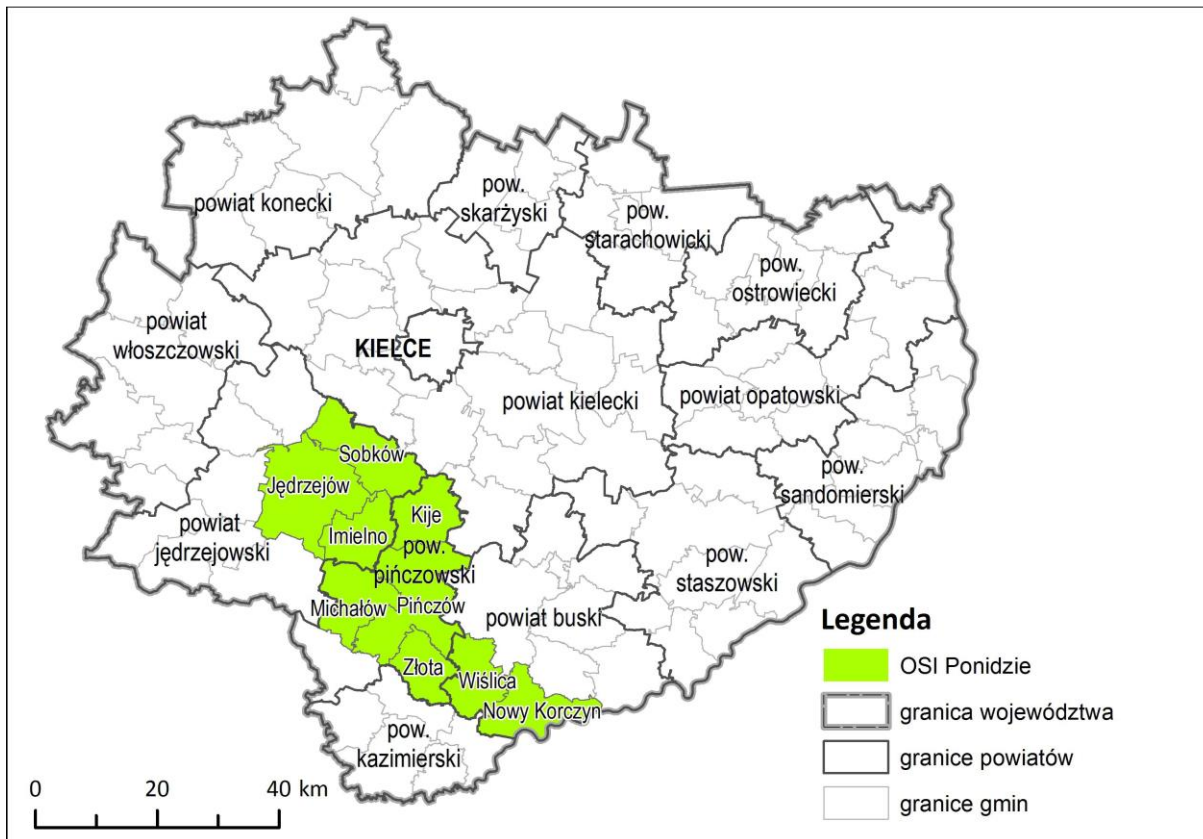 powiat konecki
pow.
skarżyski
pow.
starachowicki
pow.
ostrowiecki
powiat
włoszczowski
KIELCE
powiat kielecki
powiat opatowski
Sobków
Jędrzejów
pow.
sandomierski
Kije
Imielno
powiat
jędrzejowski
pow.
pińczowski
pow.
staszowski
Michałów
Pińczów
powiat buski
Złota
Wiślica
Nowy Korczyn
pow.
kazimierski
Legenda
OSI Ponidzie
granica województwa
granice powiatów
granice gmin
0 20 40 km